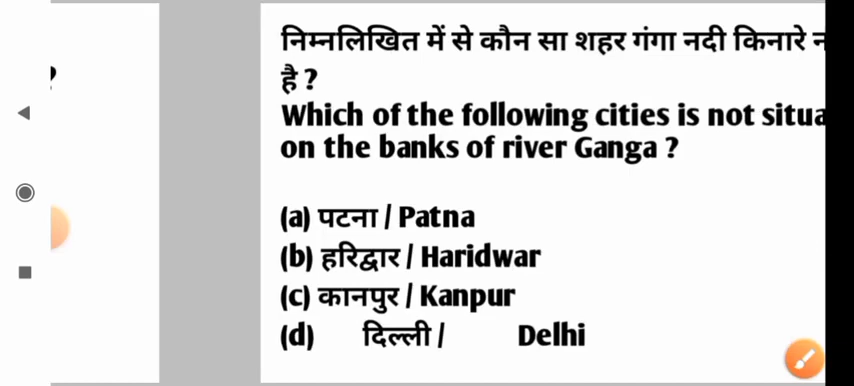 ?
निम्नलिखित में से कौन सा शहर गंगा नदी किनारे
है ?
Which of the following cities is not
on the banks of river Ganga ?
(a) पटना / Patna
(b) हरिद्वार / Haridwar
(c) कानपुर / Kanpur
(d) दिल्ली / Delhi